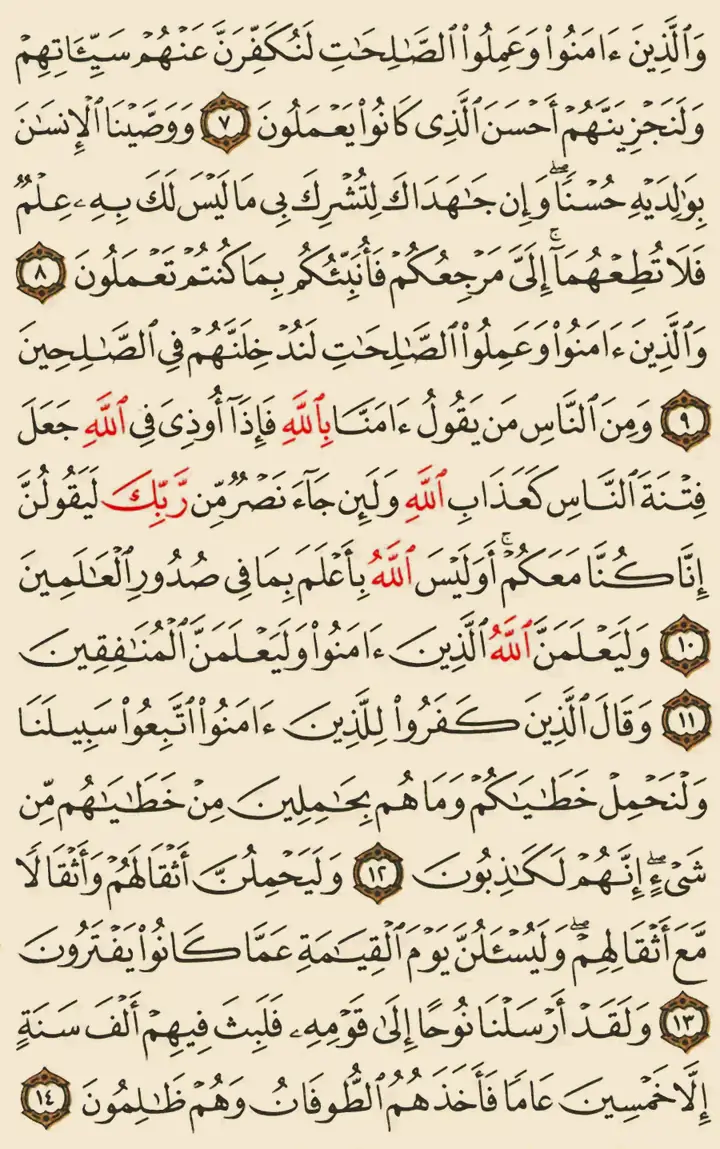 وَٱلَّذِينَ ءَامَنُوا۟ وَعَمِلُوا۟ ٱلصَّـٰلِحَـٰتِ لَنُكَفِّرَنَّ عَنْهُمْ سَيِّـَٔاتِهِمْ
وَلَنَجْزِيَنَّهُمْ أَحْسَنَ ٱلَّذِى كَانُوا۟ يَعْمَلُونَ ٧ وَوَصَّيْنَا ٱلْإِنسَـٰنَ
بِوَٰلِدَيْهِ حُسْنًا ۖ وَإِن جَـٰهَدَاكَ لِتُشْرِكَ بِى مَا لَيْسَ لَكَ بِهِۦ عِلْمٌ
فَلَا تُطِعْهُمَآ ۚ إِلَىَّ مَرْجِعُكُمْ فَأُنَبِّئُكُم بِمَا كُنتُمْ تَعْمَلُونَ ٨
وَٱلَّذِينَ ءَامَنُوا۟ وَعَمِلُوا۟ ٱلصَّـٰلِحَـٰتِ لَنُدْخِلَنَّهُمْ فِى ٱلصَّـٰلِحِينَ
٩ وَمِنَ ٱلنَّاسِ مَن يَقُولُ ءَامَنَّا بِٱللَّهِ فَإِذَآ أُوذِىَ فِى ٱللَّهِ جَعَلَ
فِتْنَةَ ٱلنَّاسِ كَعَذَابِ ٱللَّهِ وَلَئِن جَآءَ نَصْرٌ مِّن رَّبِّكَ لَيَقُولُنَّ
إِنَّا كُنَّا مَعَكُمْ ۚ أَوَلَيْسَ ٱللَّهُ بِأَعْلَمَ بِمَا فِى صُدُورِ ٱلْعَـٰلَمِينَ
١٠ وَلَيَعْلَمَنَّ ٱللَّهُ ٱلَّذِينَ ءَامَنُوا۟ وَلَيَعْلَمَنَّ ٱلْمُنَـٰفِقِينَ
١١ وَقَالَ ٱلَّذِينَ كَفَرُوا۟ لِلَّذِينَ ءَامَنُوا۟ ٱتَّبِعُوا۟ سَبِيلَنَا
وَلْنَحْمِلْ خَطَـٰيَـٰكُمْ وَمَا هُم بِحَـٰمِلِينَ مِنْ خَطَـٰيَـٰهُم مِّن
شَىْءٍ ۖ إِنَّهُمْ لَكَـٰذِبُونَ ١٢ وَلَيَحْمِلُنَّ أَثْقَالَهُمْ وَأَثْقَالًا
مَّعَ أَثْقَالِهِمْ ۖ وَلَيُسْـَٔلُنَّ يَوْمَ ٱلْقِيَـٰمَةِ عَمَّا كَانُوا۟ يَفْتَرُونَ
١٣ وَلَقَدْ أَرْسَلْنَا نُوحًا إِلَىٰ قَوْمِهِۦ فَلَبِثَ فِيهِمْ أَلْفَ سَنَةٍ
إِلَّا خَمْسِينَ عَامًا فَأَخَذَهُمُ ٱلطُّوفَانُ وَهُمْ ظَـٰلِمُونَ ١٤